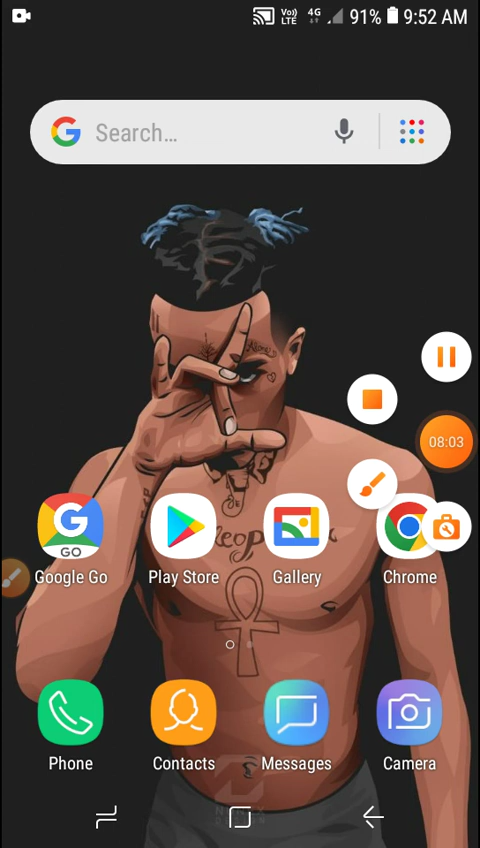 Vo))
LTE
4G
91%
9:52 AM
Search...
08:03
GO
Google Go
Play Store
Gallery
Chrome
Phone
Contacts
Messages
Camera